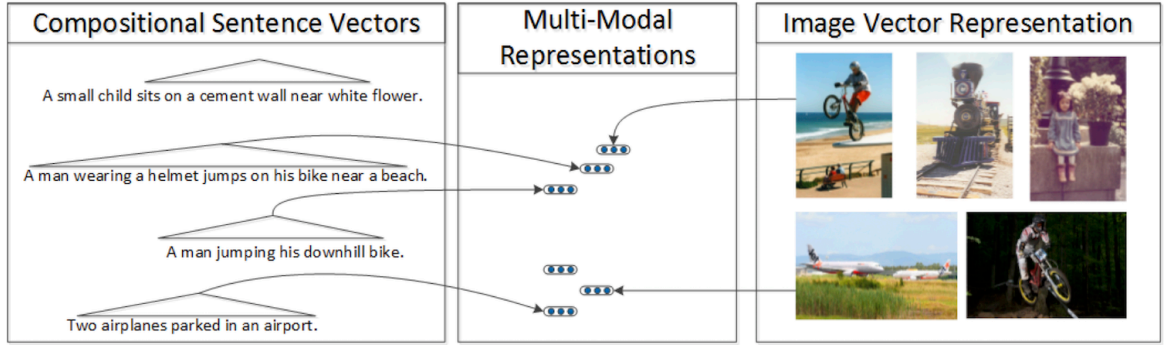 Compositional Sentence Vectors
A small child sits on a cement wall near white flower.
A man wearing a helmet jumps on his bike near a beach.
A man jumping his downhill bike.
Two airplanes parked in an airport.
Multi-Modal
Representations
Image Vector Representation